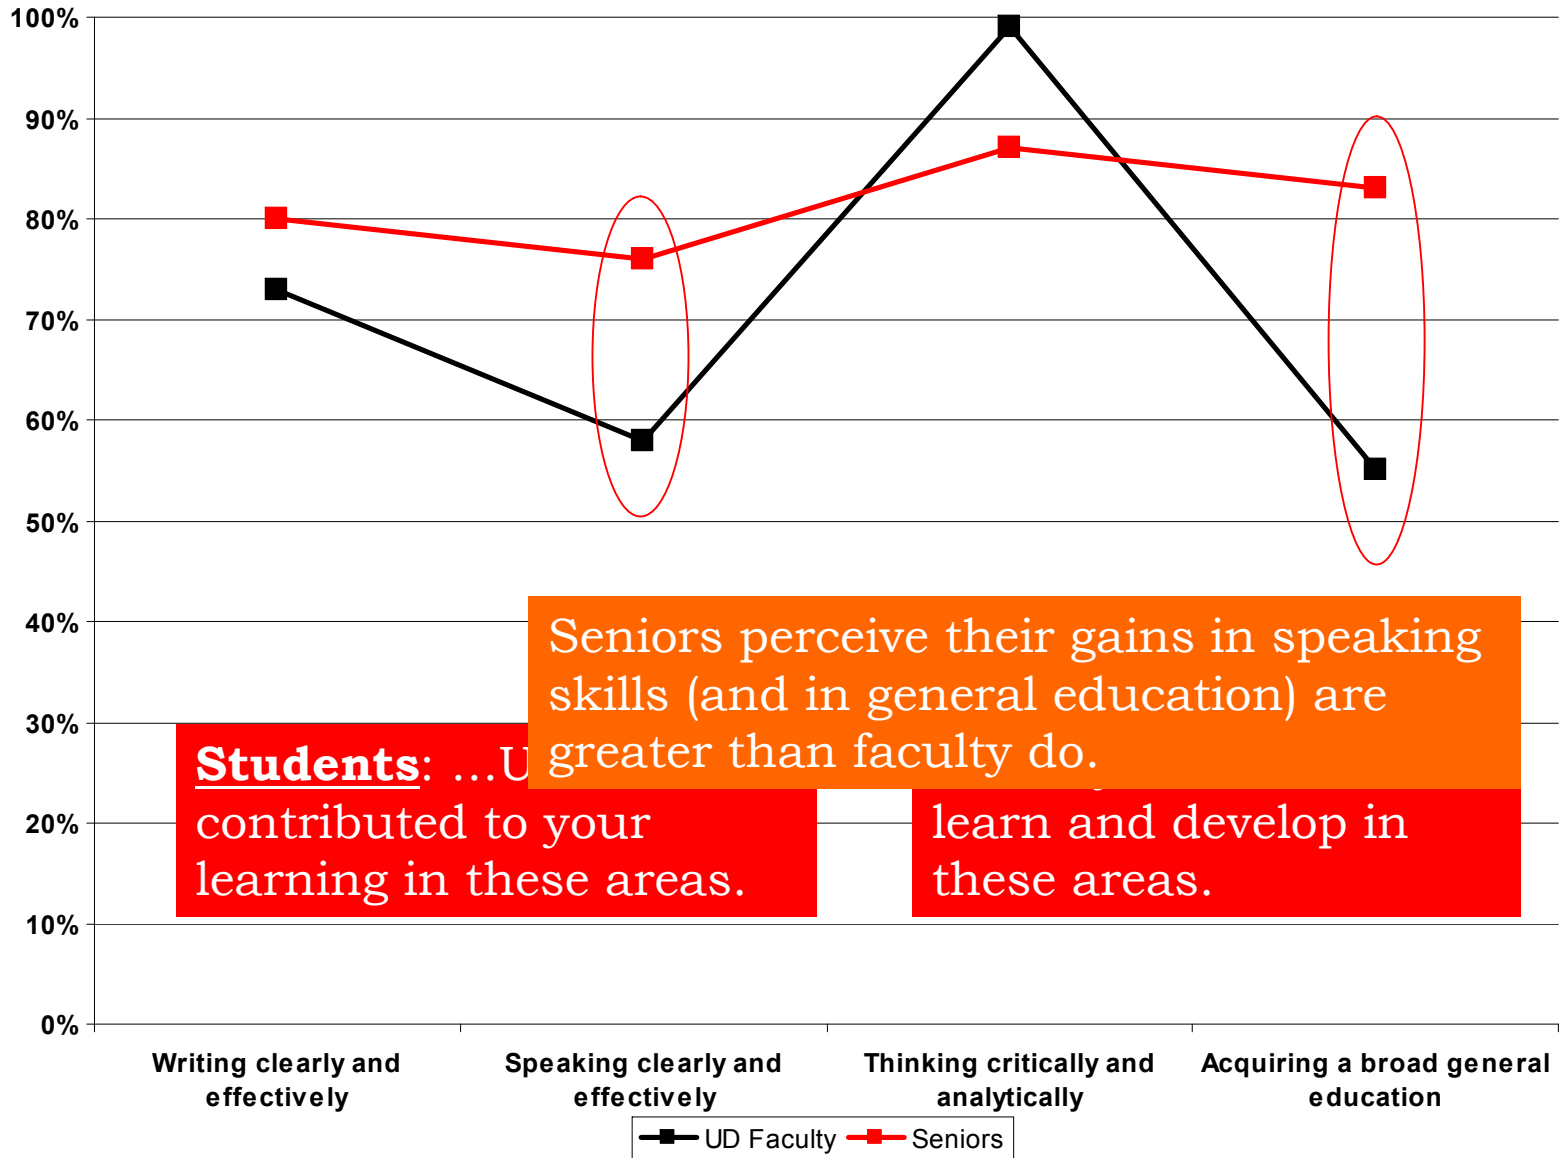 100%
90%
80%
70%
60%
50%
40%
30%
20%
10%
0%
Seniors perceive their gains in speaking
skills (and in general education) are
greater than faculty do.
Students: …U
contributed to your
learning in these areas.
learn and develop in
these areas.
Writing clearly and
effectively
Speaking clearly and
effectively
Thinking critically and
analytically
Acquiring a broad general
education
UD Faculty
Seniors